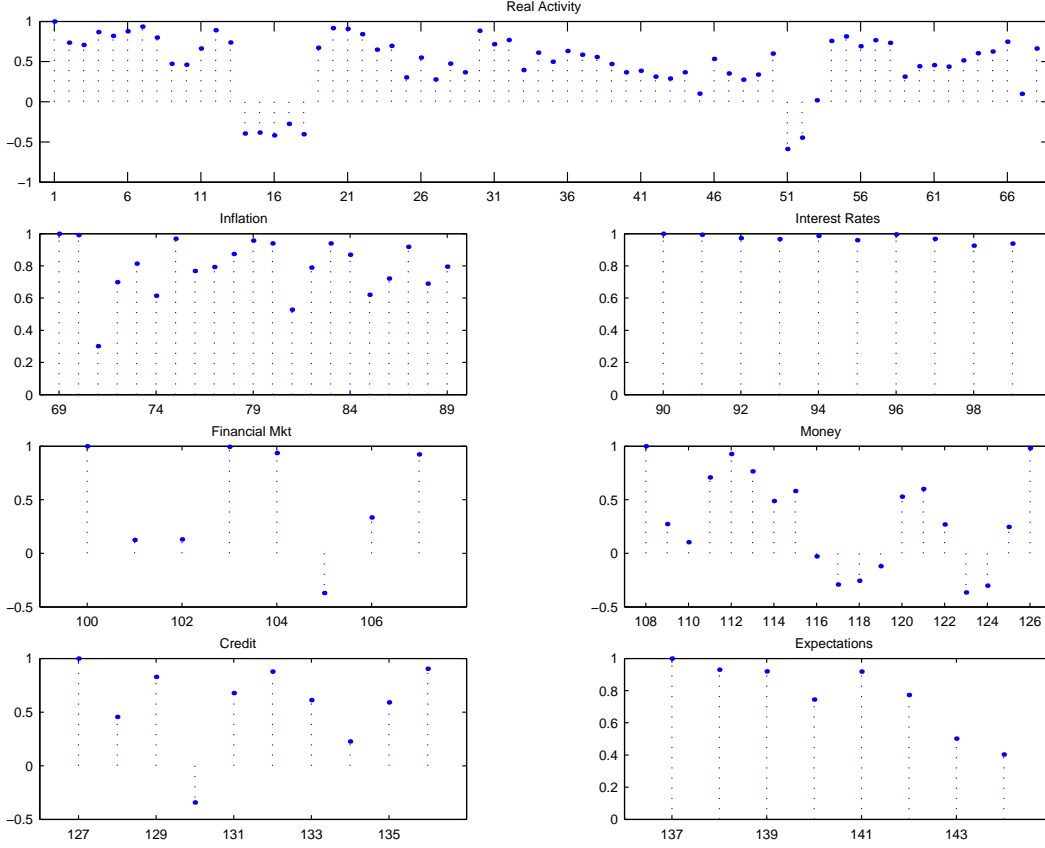 Real Activity
1
0.5
0
−0.5
−1
1 6 11 16 21 26 31 36 41 46 51 56 61 66
Inflation
1
0.8
0.6
0.4
0.2
0
69 74 79 84 89
Interest Rates
1
0.8
0.6
0.4
0.2
0
90 92 94 96 98
Financial Mkt
1
0.5
0
−0.5
100 102 104 106
Money
1
0.5
0
−0.5
108 110 112 114 116 118 120 122 124 126
Credit
1
0.5
0
−0.5
127 129 131 133 135
Expectations
1
0.8
0.6
0.4
0.2
0
137 139 141 143